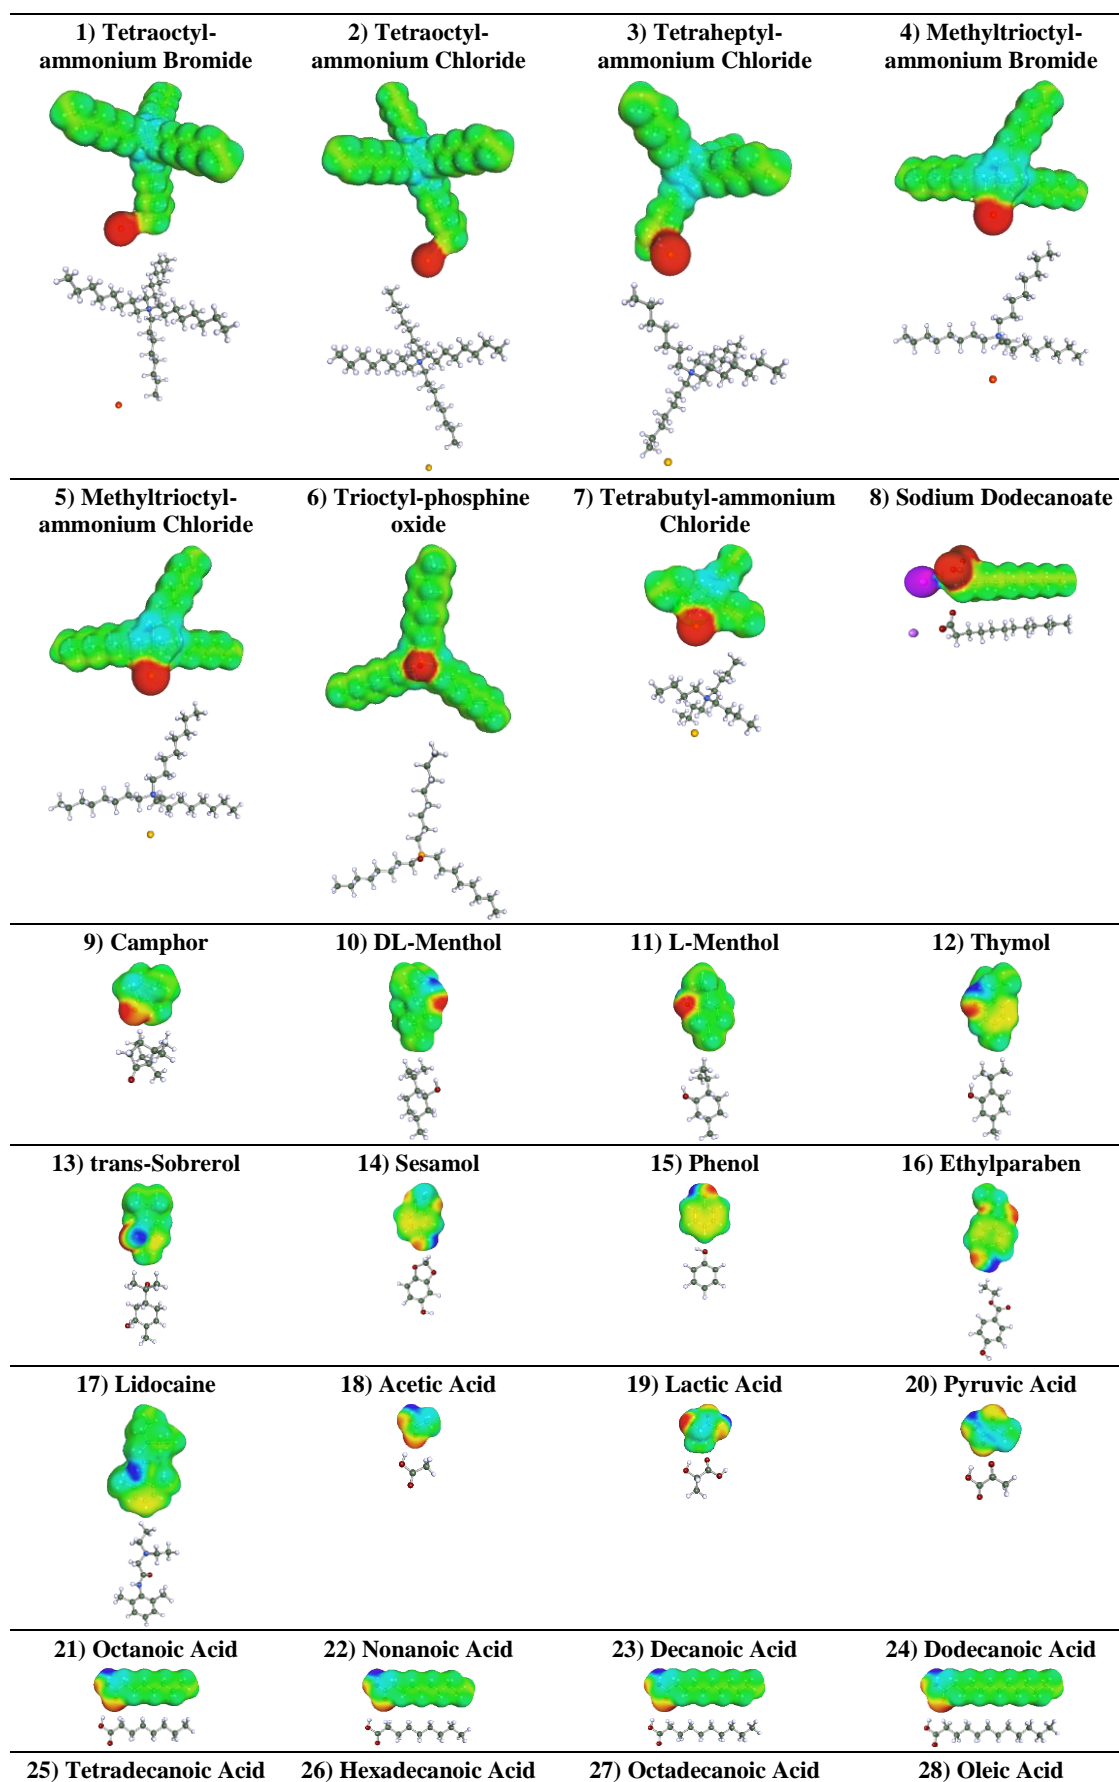 1) Tetraoctyl-
ammonium Bromide
2) Tetraoctyl-
ammonium Chloride
3) Tetraheptyl-
ammonium Chloride
4) Methyltrioctyl-
ammonium Bromide
5) Methyltrioctyl-
ammonium Chloride
6) Trioctyl-phosphine
oxide
7) Tetrabutyl-ammonium
Chloride
8) Sodium Dodecanoate
9) Camphor
10) DL-Menthol
11) L-Menthol
12) Thymol
13) trans-Sobrerol
14) Sesamol
15) Phenol
16) Ethylparaben
17) Lidocaine
18) Acetic Acid
19) Lactic Acid
20) Pyruvic Acid
21) Octanoic Acid
22) Nonanoic Acid
23) Decanoic Acid
24) Dodecanoic Acid
25) Tetradecanoic Acid
26) Hexadecanoic Acid
27) Octadecanoic Acid
28) Oleic Acid